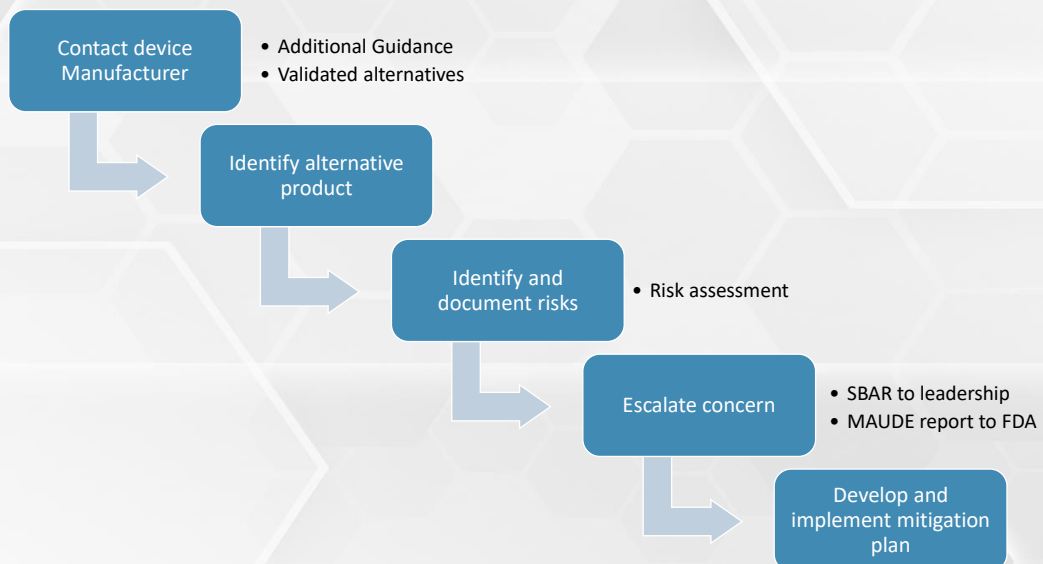 Contact device
Manufacturer
• Additional Guidance
• Validated alternatives
Identify alternative
product
Identify and
document risks
• Risk assessment
Escalate concern
• SBAR to leadership
• MAUDE report to FDA
Develop and
implement mitigation
plan